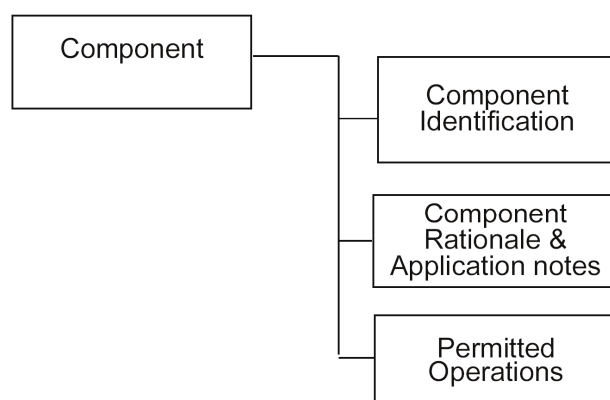 Component
Component
Identification
Component
Rationale &
Application notes
Permitted
Operations